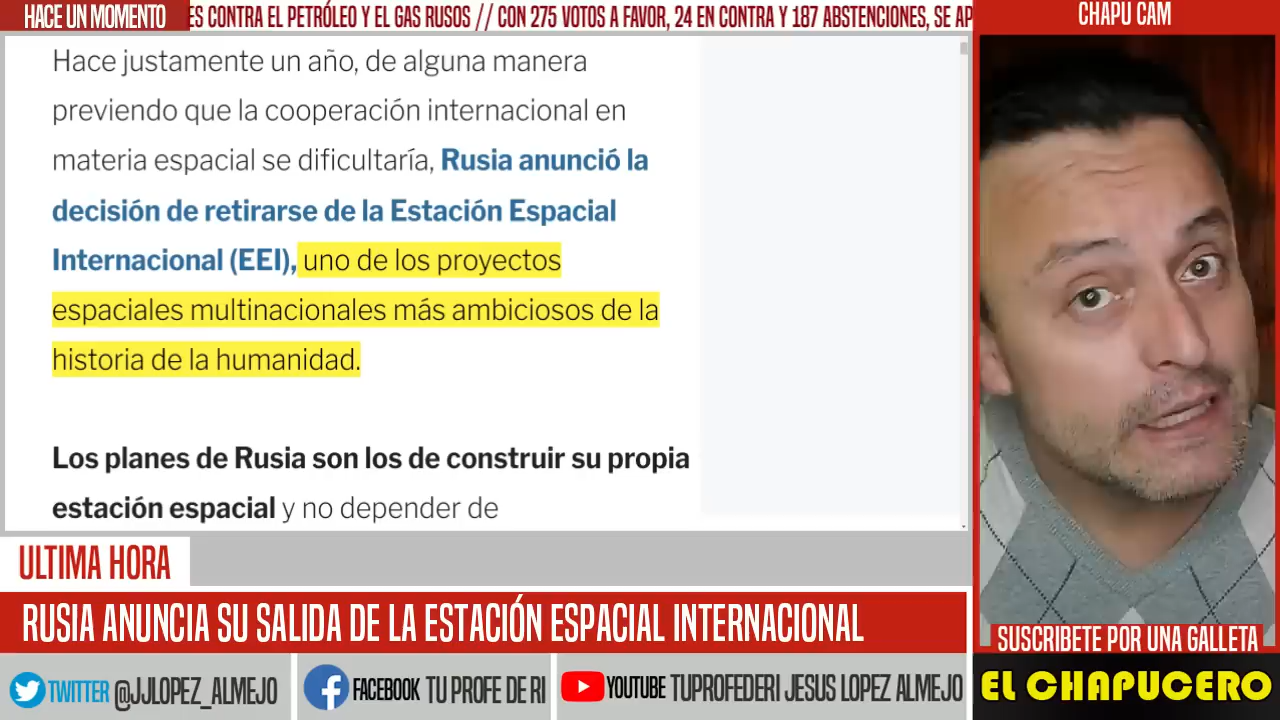 HACE UN MOMENTO
ES CONTRA EL PETRÓLEO Y EL GAS RUSOS // CON 275 VOTOS A FAVOR, 24 EN CONTRA Y 187 ABSTENCIONES, SE AP
CHAPU CAM
Hace justamente un año, de alguna manera
previendo que la cooperación internacional en
materia espacial se dificultaría, Rusia anunció la
decisión de retirarse de la Estación Espacial
Internacional (EEI), uno de los proyectos
espaciales multinacionales más ambiciosos de la
historia de la humanidad.
Los planes de Rusia son los de construir su propia
estación espacial y no depender de
ULTIMA HORA
RUSIA ANUNCIA SU SALIDA DE LA ESTACIÓN ESPACIAL INTERNACIONAL
SUSCRIBETE POR UNA GALLETA
TWITTER @JJLOPEZ_ALMEJO
FACEBOOK TU PROFE DE RI
YOUTUBE TUPROFEDERI JESUS LOPEZ ALMEJO
EL CHAPUCERO